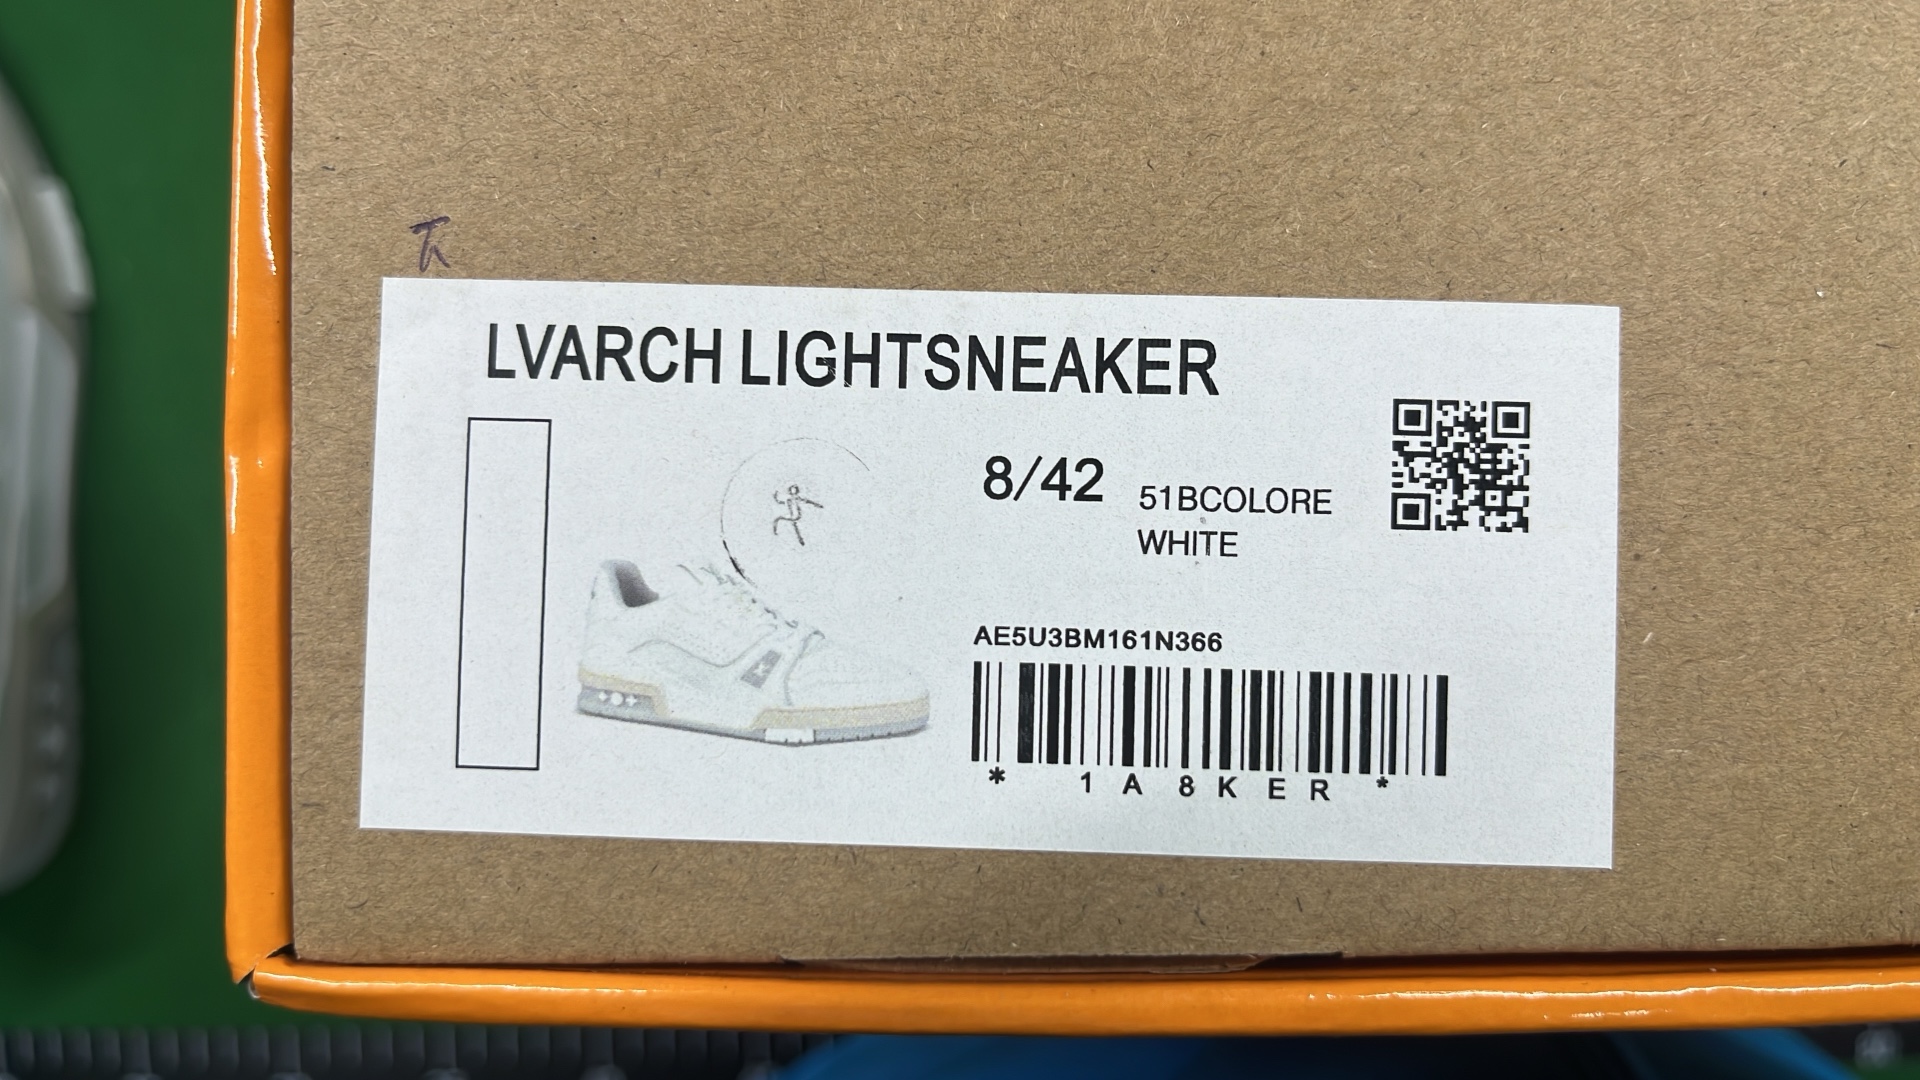 LVARCH LIGHTSNEAKER
8/42
51BCOLORE
WHITE
AE5U3BM161N366
* 1A8KER *